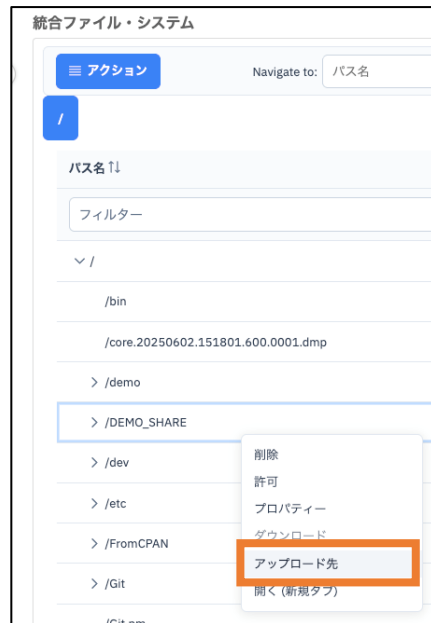 統合ファイル・システム
アクション
Navigate to: パス名
/
パス名
フィルター
/
/bin
/core.20250602.151801.600.0001.dmp
/demo
/DEMO_SHARE
/dev
/etc
/FromCPAN
/Git
/Git.pm
削除
許可
プロパティー
ダウンロード
アップロード先
開く (新規タブ)